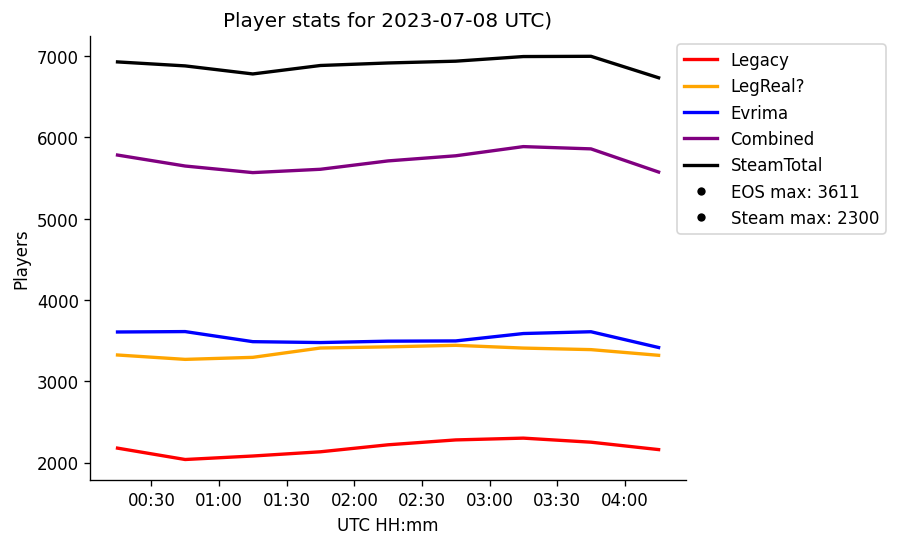 Player stats for 2023-07-08 UTC)
7000
6000
5000
4000
3000
2000
Players
00:30 01:00 01:30 02:00 02:30 03:00 03:30 04:00
UTC HH:mm
Legacy
LegReal?
Evrima
Combined
SteamTotal
EOS max: 3611
Steam max: 2300